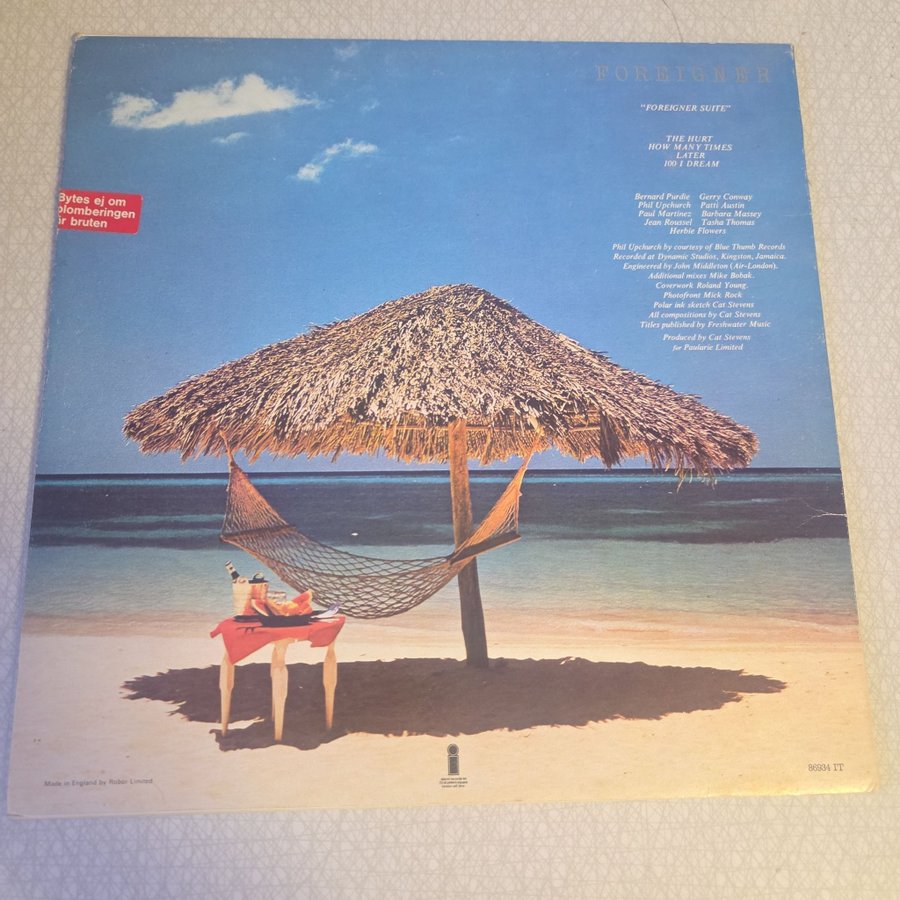 FOREIGNER
"FOREIGNER SUITE"
THE HURT
HOW MANY TIMES
LATER
100 I DREAM
Bernard Purdie Gerry Conway
Phil Upchurch Patti Austin
Paul Martinez Barbara Massey
Jean Roussel Tasha Thomas
Herbie Flowers
Phil Upchurch by courtesy of Blue Thumb Records
Recorded at Dynamic Studios, Kingston, Jamaica.
Engineered by John Middleton (Air-London).
Additional mixes Mike Bobak.
Coverwork Roland Young.
Photofront Mick Rock
Polar ink sketch Cat Stevens
All compositions by Cat Stevens
Titles published by Freshwater Music
Produced by Cat Stevens
for Paularie Limited
Bytes ej om
plomberingen
är bruten
Made in England by Robor Limited
86934 IT